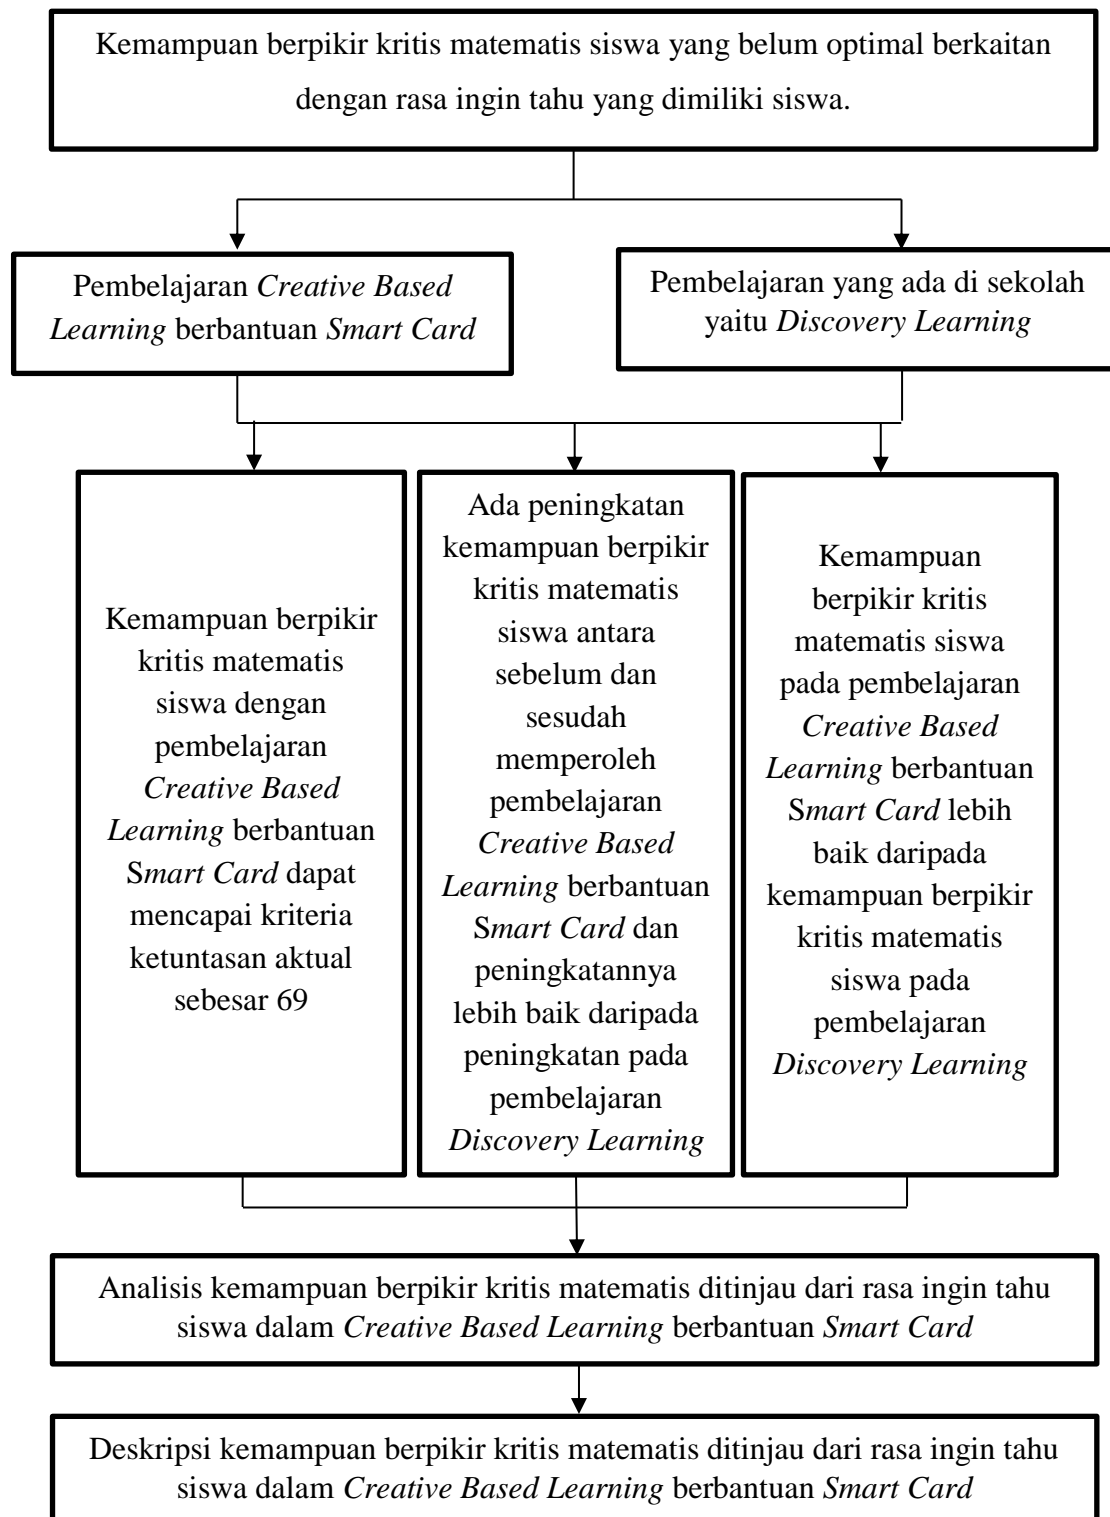 Kemampuan berpikir kritis matematis siswa yang belum optimal berkaitan
dengan rasa ingin tahu yang dimiliki siswa.
Pembelajaran Creative Based
Learning berbantuan Smart Card
Pembelajaran yang ada di sekolah
yaitu Discovery Learning
Kemampuan berpikir
kritis matematis
siswa dengan
pembelajaran
Creative Based
Learning berbantuan
Smart Card dapat
mencapai kriteria
ketuntasan aktual
sebesar 69
Ada peningkatan
kemampuan berpikir
kritis matematis
siswa antara
sebelum dan
sesudah
memperoleh
pembelajaran
Creative Based
Learning berbantuan
Smart Card dan
peningkatannya
lebih baik daripada
peningkatan pada
pembelajaran
Discovery Learning
Kemampuan
berpikir kritis
matematis siswa
pada pembelajaran
Creative Based
Learning berbantuan
Smart Card lebih
baik daripada
kemampuan berpikir
kritis matematis
siswa pada
pembelajaran
Discovery Learning
Analisis kemampuan berpikir kritis matematis ditinjau dari rasa ingin tahu
siswa dalam Creative Based Learning berbantuan Smart Card
Deskripsi kemampuan berpikir kritis matematis ditinjau dari rasa ingin tahu
siswa dalam Creative Based Learning berbantuan Smart Card